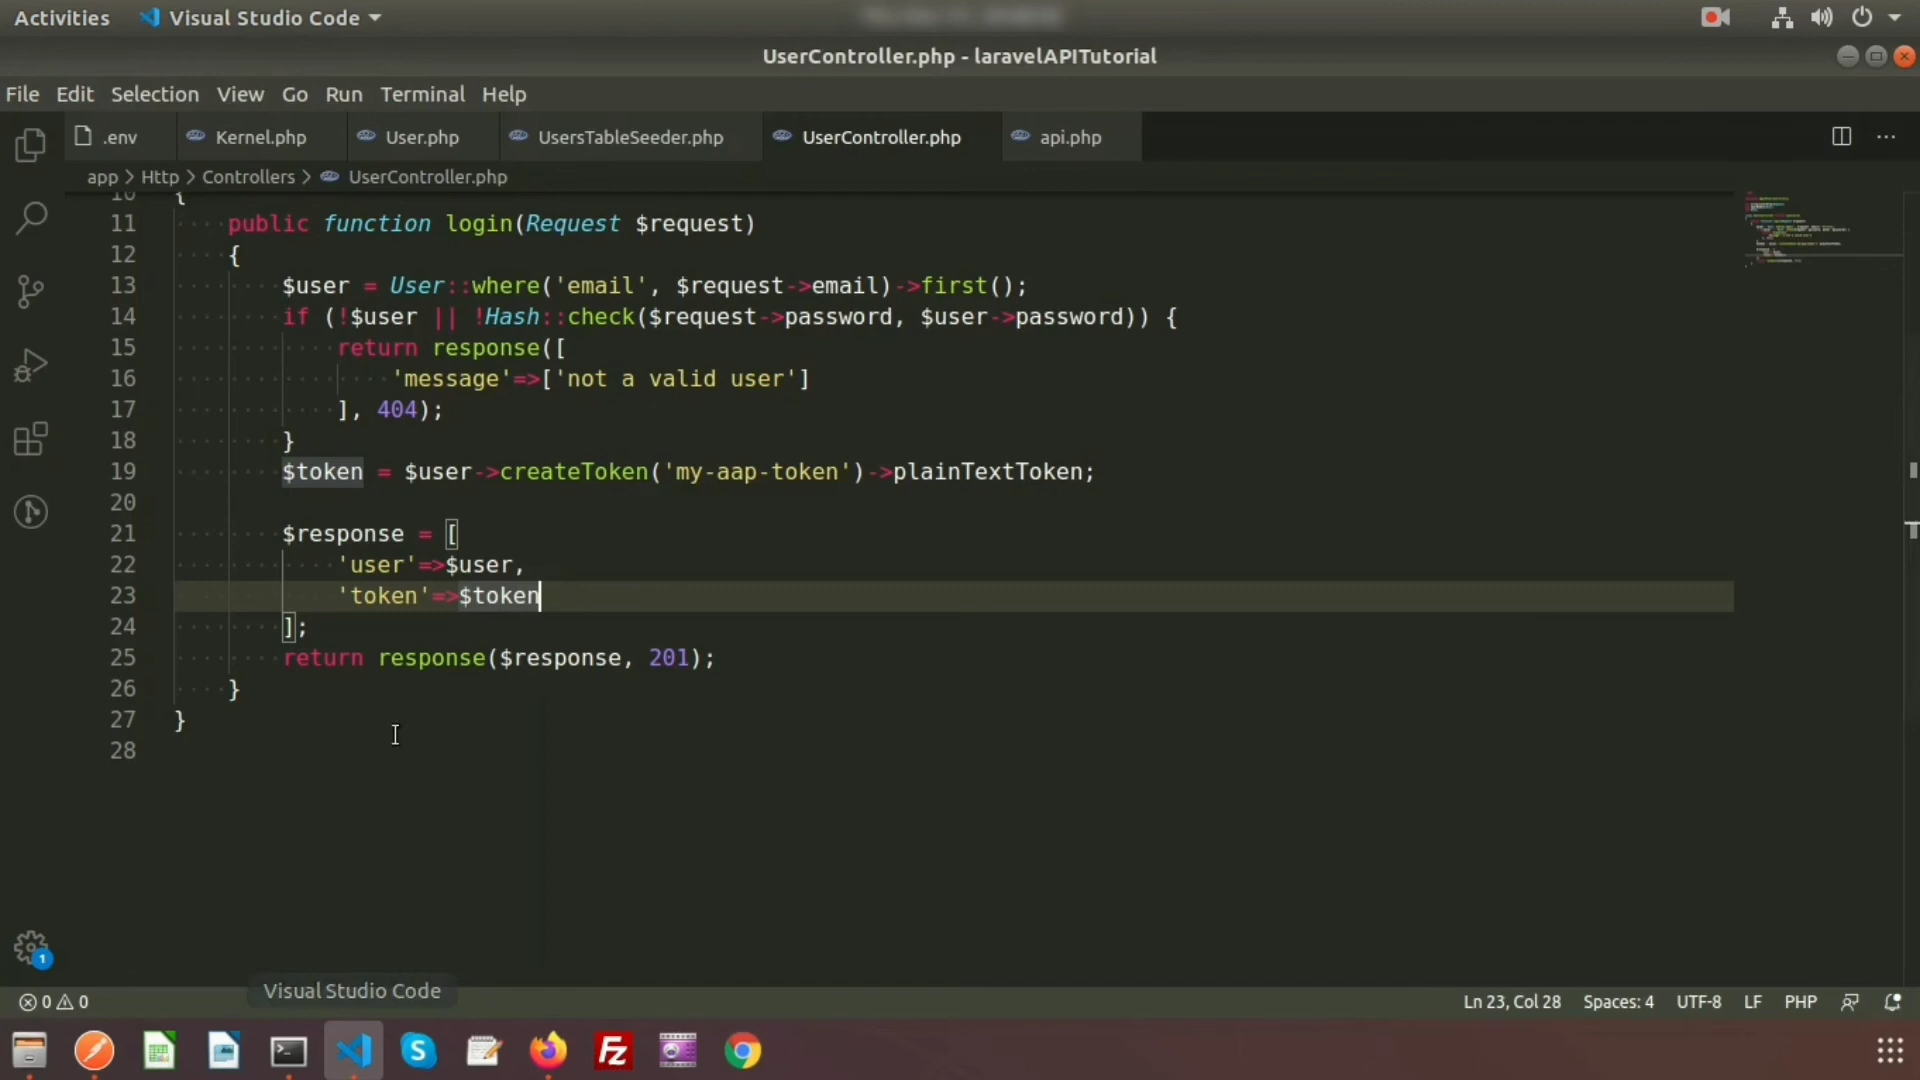 Activities Visual Studio Code
UserController.php - laravelAPITutorial
File Edit Selection View Go Run Terminal Help
.env Kernel.php User.php UsersTableSeeder.php UserController.php api.php
app > Http > Controllers > UserController.php
10 {
11 public function login(Request $request)
12 {
13 $user = User::where('email', $request->email)->first();
14 if (!$user || !Hash::check($request->password, $user->password)) {
15 return response([
16 'message'=>['not a valid user']
17 ], 404);
18 }
19 $token = $user->createToken('my-aap-token')->plainTextToken;
20
21 $response = [
22 'user'=>$user,
23 'token'=>$token
24 ];
25 return response($response, 201);
26 }
27 }
28
1
Visual Studio Code
0 0 Ln 23, Col 28 Spaces: 4 UTF-8 LF PHP
S Fz